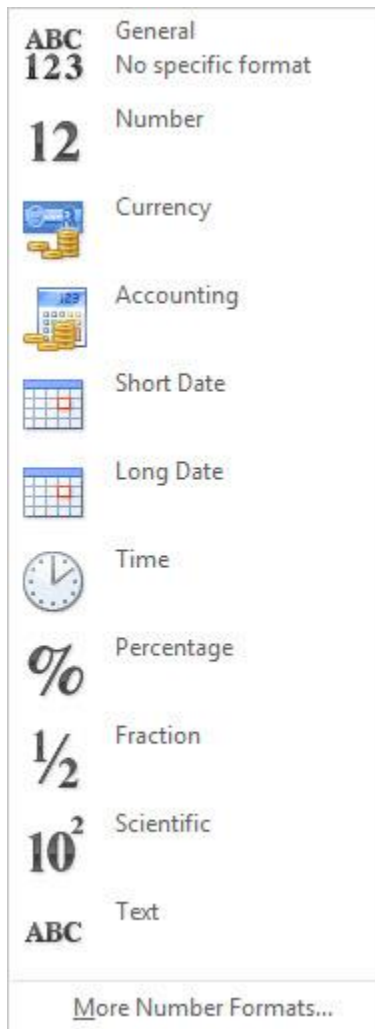 ABC
123
General
No specific format
12
Number
Currency
123
Accounting
Short Date
Long Date
Time
%
Percentage
1/2
Fraction
10²
Scientific
ABC
Text
More Number Formats...